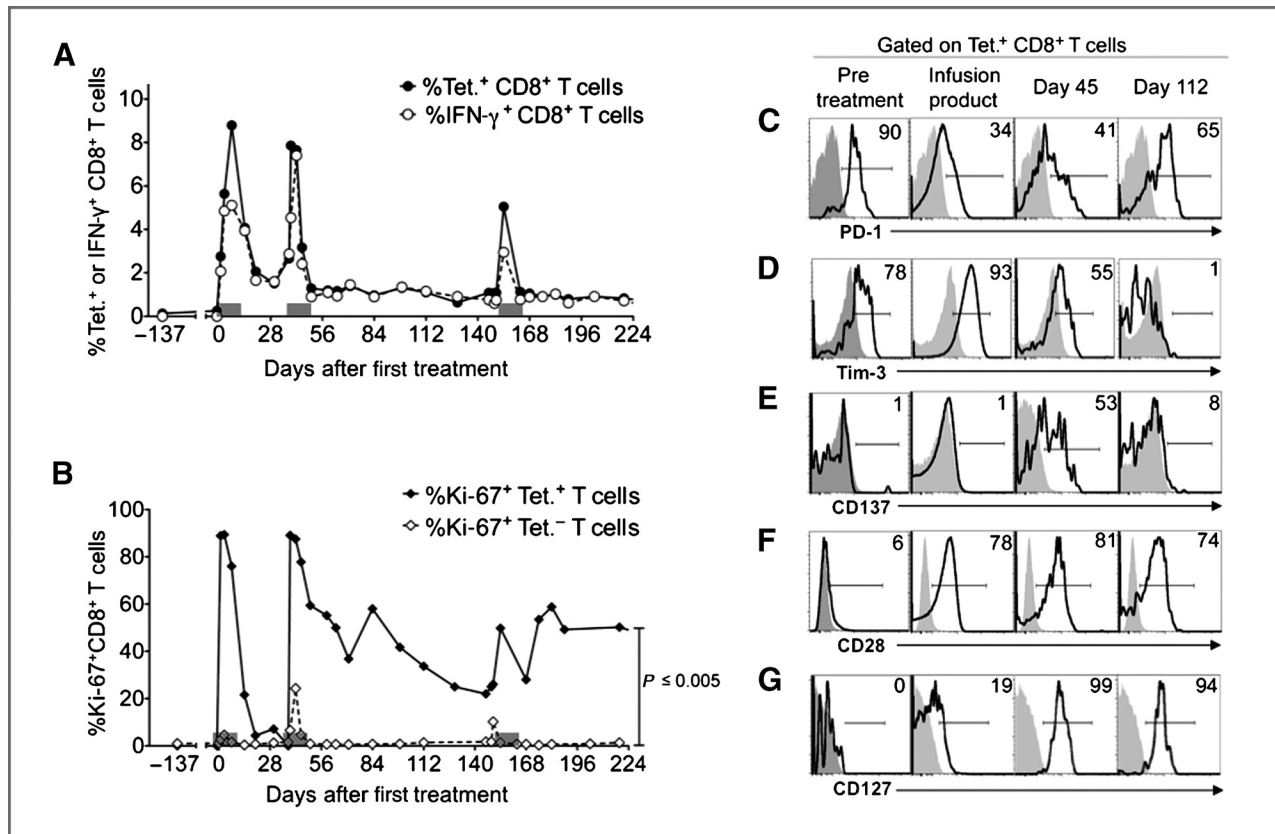 A
%Tet.+ CD8+ T cells
%IFN-γ+ CD8+ T cells
%Tet.+ or IFN-γ+ CD8+ T cells
10
8
6
4
2
0
−137 0 28 56 84 112 140 168 196 224
Days after first treatment
B
%Ki-67+ Tet.+ T cells
%Ki-67+ Tet.− T cells
%Ki-67+CD8+ T cells
100
80
60
40
20
0
P ≤ 0.005
−137 0 28 56 84 112 140 168 196 224
Days after first treatment
Gated on Tet.+ CD8+ T cells
Pre treatment
Infusion product
Day 45
Day 112
C
90 34 41 65
PD-1
D
78 93 55 1
Tim-3
E
1 1 53 8
CD137
F
6 78 81 74
CD28
G
0 19 99 94
CD127